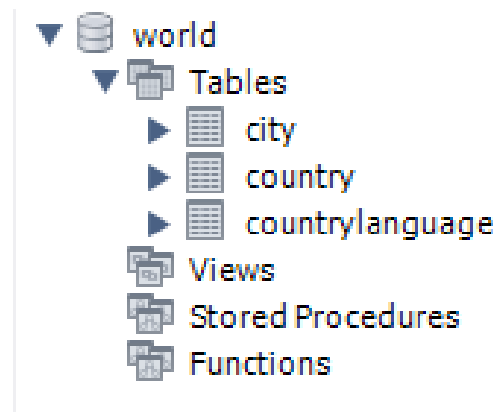 world
Tables
city
country
countrylanguage
Views
Stored Procedures
Functions